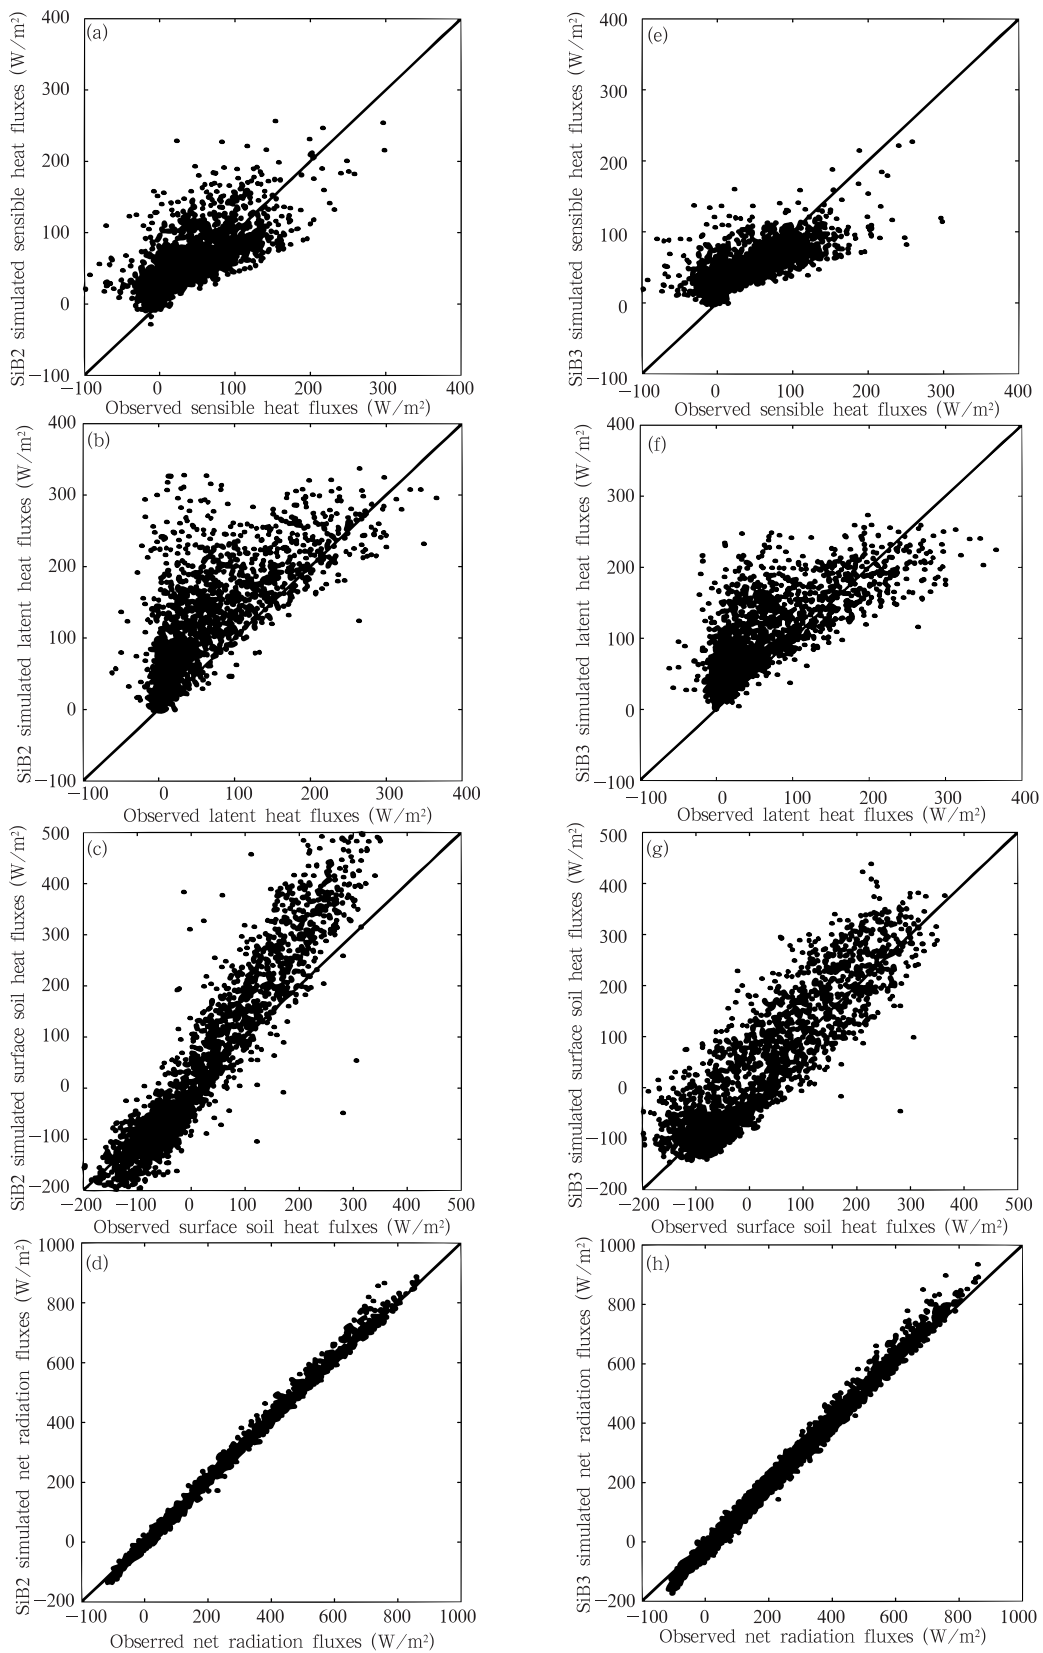 (a)
SiB2 simulated sensible heat fluxes (W/m²)
400
300
200
100
0
−100
−100 0 100 200 300 400
Observed sensible heat fluxes (W/m²)
(e)
SiB3 simulated sensible heat fluxes (W/m²)
400
300
200
100
0
−100
−100 0 100 200 300 400
Observed sensible heat fluxes (W/m²)
(b)
SiB2 simulated latent heat fluxes (W/m²)
400
300
200
100
0
−100
−100 0 100 200 300 400
Observed latent heat fluxes (W/m²)
(f)
SiB3 simulated latent heat fluxes (W/m²)
400
300
200
100
0
−100
−100 0 100 200 300 400
Observed latent heat fluxes (W/m²)
(c)
SiB2 simulated surface soil heat fluxes (W/m²)
500
400
300
200
100
0
−100
−200
−200 −100 0 100 200 300 400 500
Observed surface soil heat fulxes (W/m²)
(g)
SiB3 simulated surface soil heat fluxes (W/m²)
500
400
300
200
100
0
−100
−200
−200 −100 0 100 200 300 400 500
Observed surface soil heat fulxes (W/m²)
(d)
SiB2 simulated net radiation fluxes (W/m²)
1000
800
600
400
200
0
−200
−100 0 200 400 600 800 1000
Obserred net radiation fluxes (W/m²)
(h)
SiB3 simulated net radiation fluxes (W/m²)
1000
800
600
400
200
0
−200
−100 0 200 400 600 800 1000
Observed net radiation fluxes (W/m²)